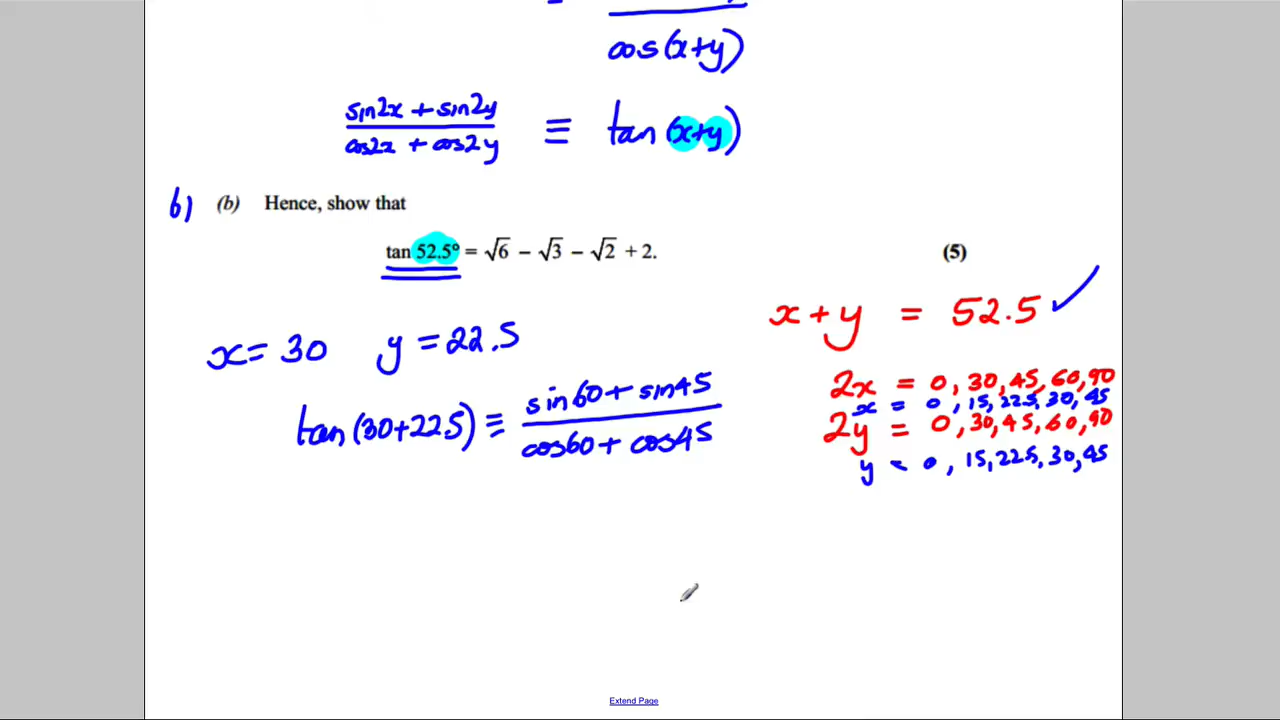 cos(x+y)
sin2x + sin2y / cos2x + cos2y ≡ tan (x+y)
b) (b) Hence, show that
tan 52.5° = √6 − √3 − √2 + 2. (5)
x + y = 52.5 ✓
x = 30 y = 22.5
2x = 0, 30, 45, 60, 90
x = 0, 15, 22.5, 30, 45
2y = 0, 30, 45, 60, 90
y = 0, 15, 22.5, 30, 45
tan (30+22.5) ≡ sin60 + sin45 / cos60 + cos45
Extend Page